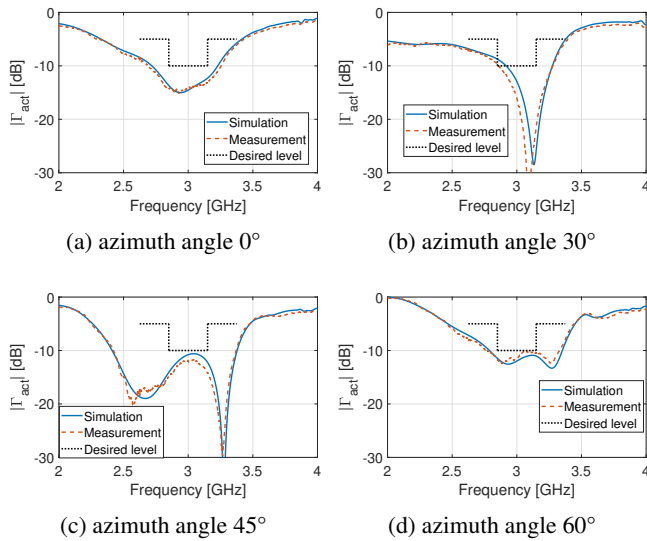 0
-10
-20
-30
|Γact| [dB]
Simulation
Measurement
Desired level
2 2.5 3 3.5 4
Frequency [GHz]
(a) azimuth angle 0°
0
-10
-20
-30
|Γact| [dB]
Simulation
Measurement
Desired level
2 2.5 3 3.5 4
Frequency [GHz]
(b) azimuth angle 30°
0
-10
-20
-30
|Γact| [dB]
Simulation
Measurement
Desired level
2 2.5 3 3.5 4
Frequency [GHz]
(c) azimuth angle 45°
0
-10
-20
-30
|Γact| [dB]
Simulation
Measurement
Desired level
2 2.5 3 3.5 4
Frequency [GHz]
(d) azimuth angle 60°